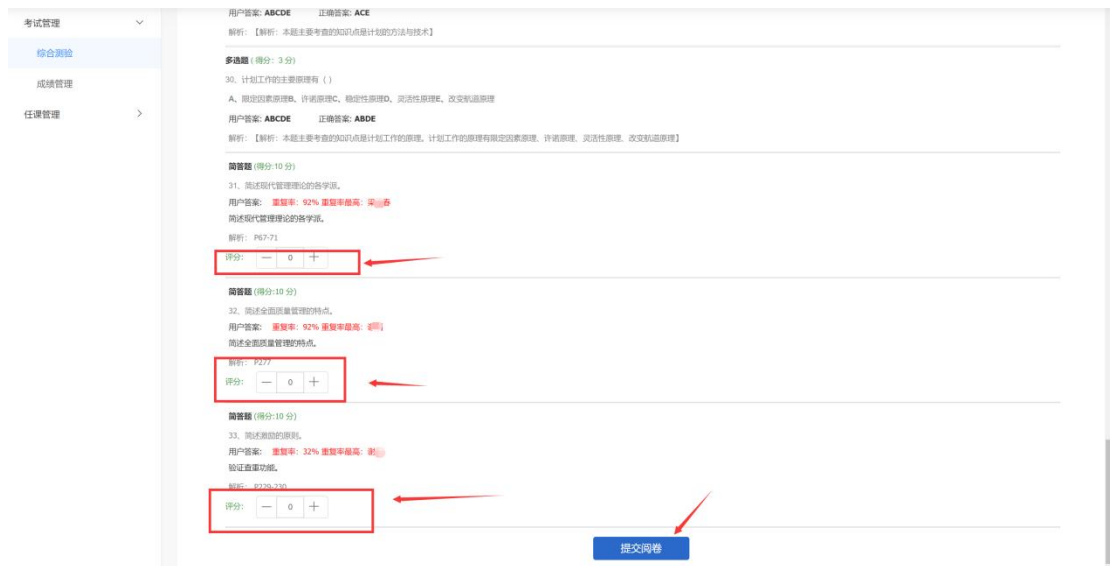 考试管理
综合测验
成绩管理
任课管理
用户答案: ABCDE 正确答案: ACE
解析: 【解析: 本题主要考查的知识点是计划的方法与技术】
多选题 (得分: 3 分)
30、计划工作的主要原理有 ( )
A、限定因素原理B、许诺原理C、稳定性原理D、灵活性原理E、改变航道原理
用户答案: ABCDE 正确答案: ABDE
解析: 【解析: 本题主要考查的知识点是计划工作的原理。计划工作的原理有限定因素原理、许诺原理、灵活性原理、改变航道原理】
简答题 (得分:10 分)
31、简述现代管理理论的各学派。
用户答案: 重复率: 92% 重复率最高: 春
简述现代管理理论的各学派。
解析: P67-71
评分: — 0 +
简答题 (得分:10 分)
32、简述全面质量管理的特点。
用户答案: 重复率: 92% 重复率最高:
简述全面质量管理的特点。
解析: P277
评分: — 0 +
简答题 (得分:10 分)
33、简述激励的原则。
用户答案: 重复率: 32% 重复率最高: 谢
验证查重功能。
解析: P229-230
评分: — 0 +
提交阅卷